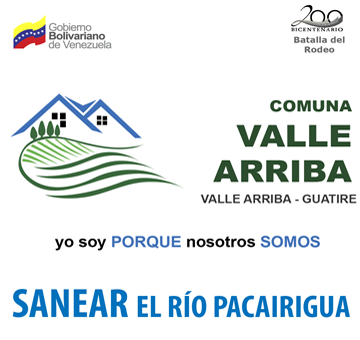 Gobierno
Bolivariano
de Venezuela
200
BICENTENARIO
Batalla del
Rodeo
COMUNA
VALLE
ARRIBA
VALLE ARRIBA - GUATIRE
yo soy PORQUE nosotros SOMOS
SANEAR EL RÍO PACAIRIGUA